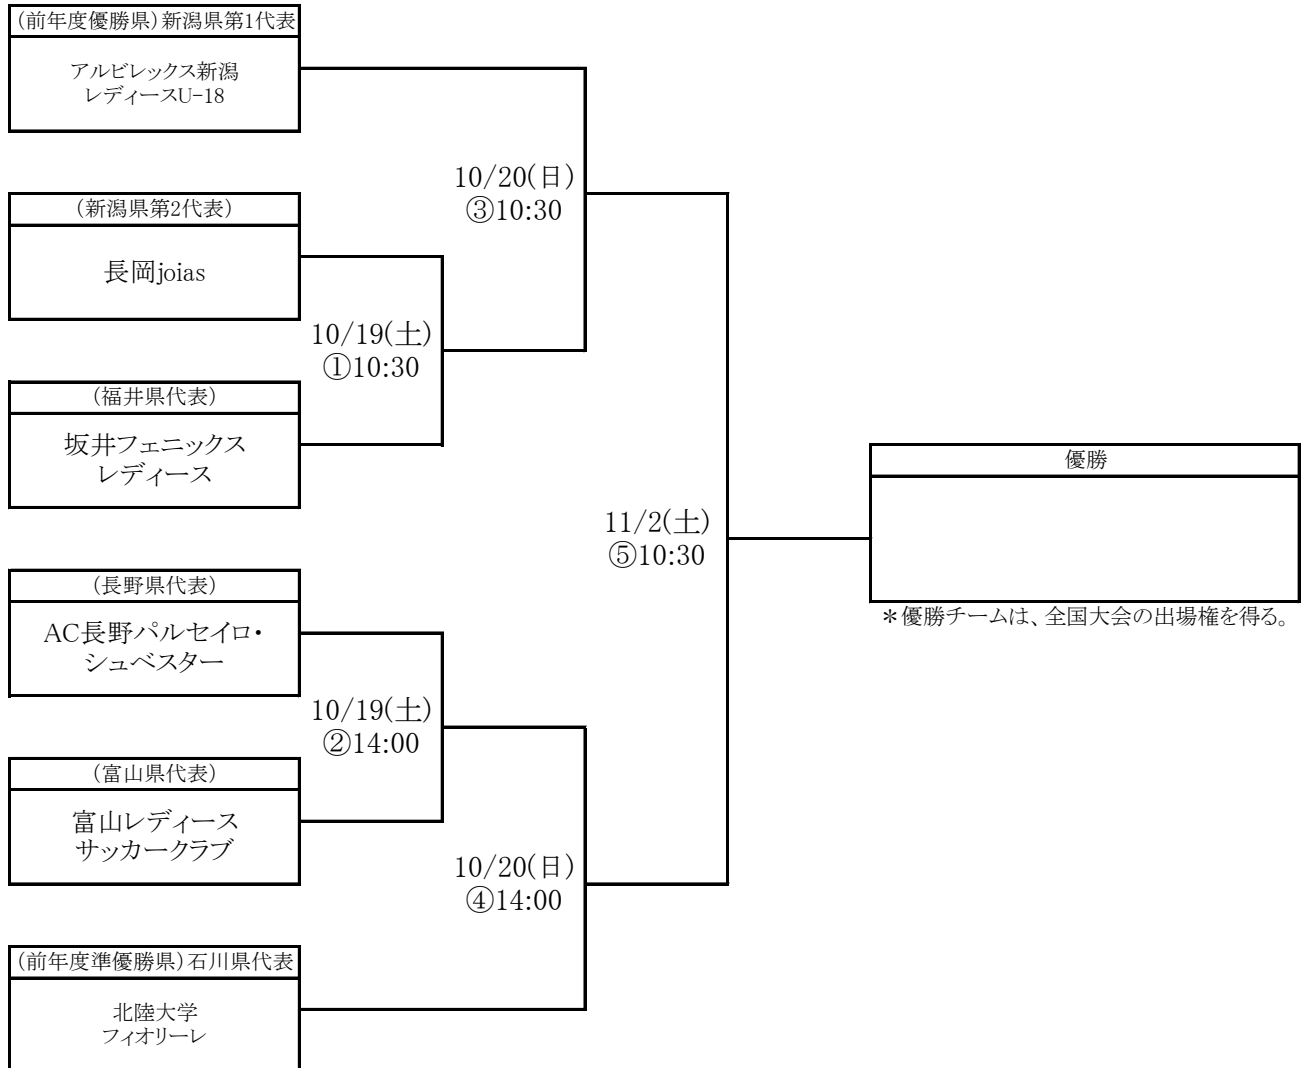 (前年度優勝県)新潟県第1代表
アルビレックス新潟
レディースU-18
10/20(日)
③10:30
(新潟県第2代表)
長岡joias
10/19(土)
①10:30
(福井県代表)
坂井フェニックス
レディース
優勝
11/2(土)
⑤10:30
(長野県代表)
AC長野パルセイロ・
シュベスター
*優勝チームは、全国大会の出場権を得る。
10/19(土)
②14:00
(富山県代表)
富山レディース
サッカークラブ
10/20(日)
④14:00
(前年度準優勝県)石川県代表
北陸大学
フィオリーレ